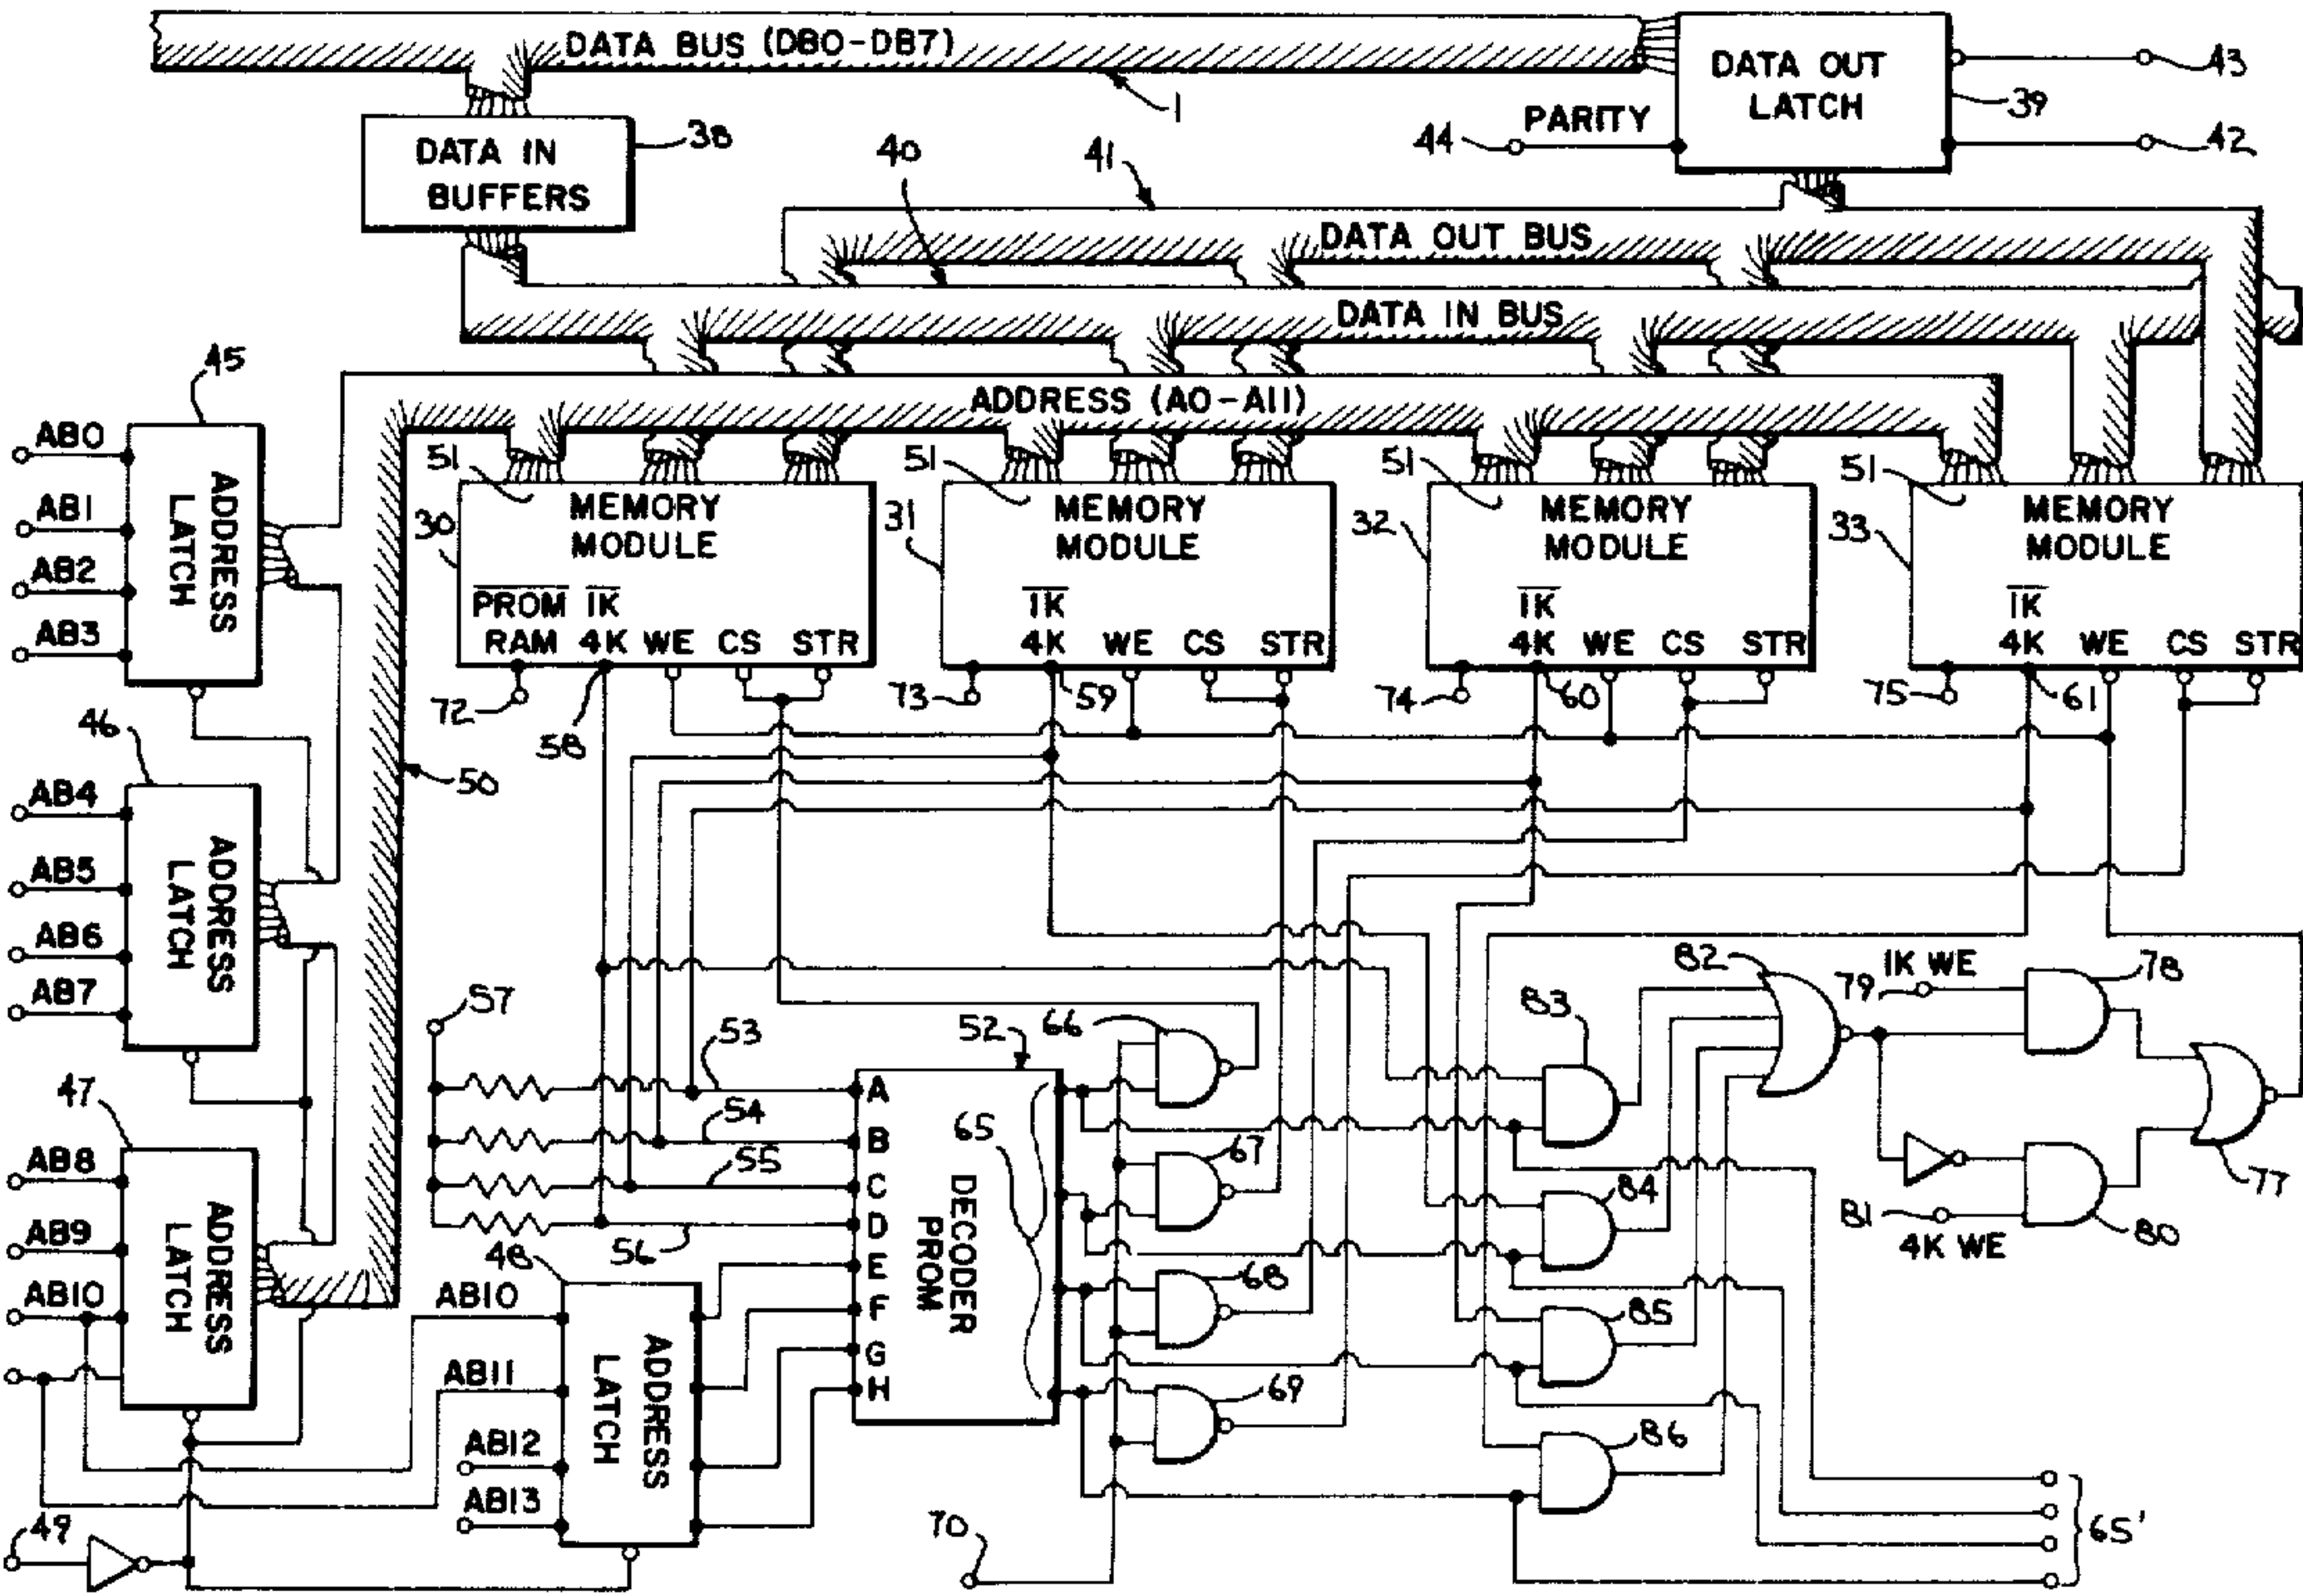 DATA BUS (DB0-DB7)
1
DATA OUT
LATCH
43
39
42
PARITY
44
38
DATA IN
BUFFERS
40
41
DATA OUT BUS
DATA IN BUS
ADDRESS (A0-A11)
45
AB0
AB1
AB2
AB3
ADDRESS
LATCH
46
AB4
AB5
AB6
AB7
ADDRESS
LATCH
50
47
AB8
AB9
AB10
ADDRESS
LATCH
49
51
30
MEMORY
MODULE
PROM 1K
RAM 4K WE CS STR
72
58
51
31
MEMORY
MODULE
1K
4K WE CS STR
73
59
51
32
MEMORY
MODULE
1K
4K WE CS STR
74
60
51
33
MEMORY
MODULE
1K
4K WE CS STR
75
61
57
53
54
55
56
52
A
B
C
D
E
F
G
H
DECODER
PROM
65
48
AB10
AB11
AB12
AB13
ADDRESS
LATCH
66
67
68
69
70
83
84
85
86
82
1K WE
79
78
77
81
4K WE
80
65'